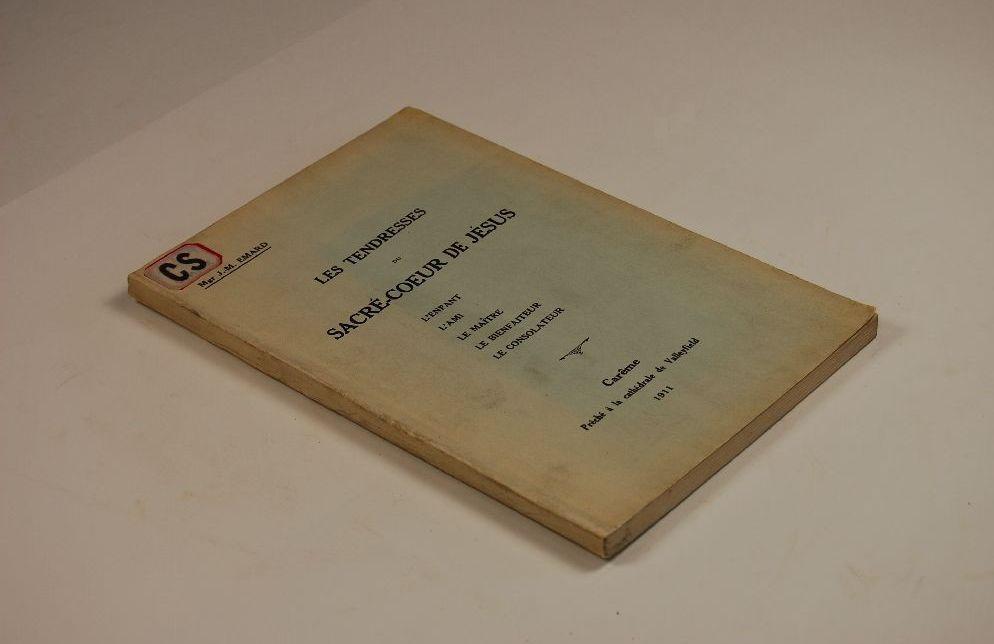 CS
Mgr J.-M. EMARD
LES TENDRESSES
DU
SACRÉ-COEUR DE JÉSUS
L'ENFANT
L'AMI
LE MAÎTRE
LE BIENFAITEUR
LE CONSOLATEUR
Carême
Prêché à la cathédrale de Valleyfield
1911